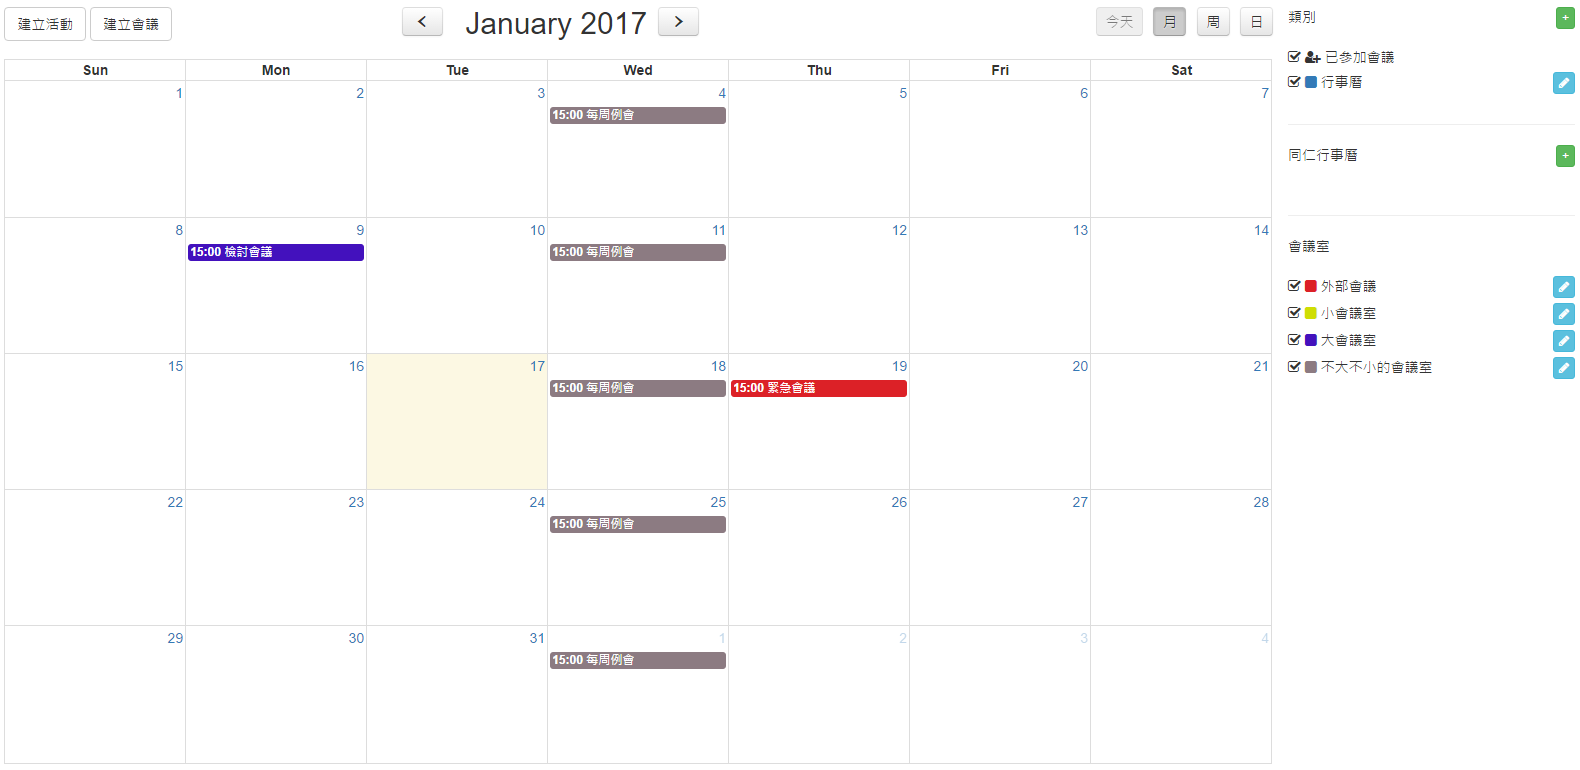 建立活動 建立會議 January 2017 今天 月 周 日
Sun Mon Tue Wed Thu Fri Sat
1 2 3 4 5 6 7
15:00 每周例會
8 9 10 11 12 13 14
15:00 檢討會議 15:00 每周例會
15 16 17 18 19 20 21
15:00 每周例會 15:00 緊急會議
22 23 24 25 26 27 28
15:00 每周例會
29 30 31 1 2 3 4
15:00 每周例會
類別
已參加會議
行事曆
同仁行事曆
會議室
外部會議
小會議室
大會議室
不大不小的會議室